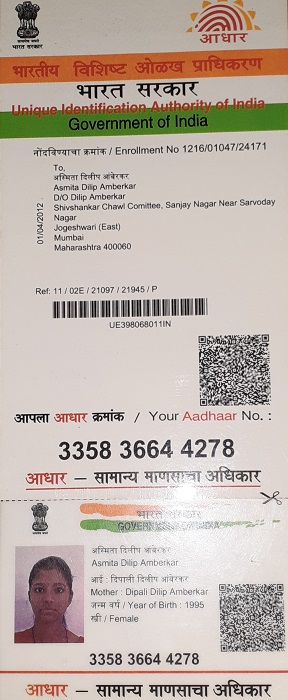 भारत सरकार
आधार
भारतीय विशिष्ट ओळख प्राधिकरण
भारत सरकार
Unique Identification Authority of India
Government of India
नोंदविण्याचा क्रमांक / Enrollment No 1216/01047/24171
To,
अस्मिता दिलीप आंबेरकर
Asmita Dilip Amberkar
D/O Dilip Amberkar
Shivshankar Chawl Comittee, Sanjay Nagar Near Sarvoday
Nagar
Jogeshwari (East)
Mumbai
Maharashtra 400060
01/04/2012
Ref: 11 / 02E / 21097 / 21945 / P
UE398068011IN
आपला आधार क्रमांक / Your Aadhaar No. :
3358 3664 4278
आधार – सामान्य माणसाचा अधिकार
भारत सरकार
GOVERNMENT OF INDIA
अस्मिता दिलीप आंबेरकर
Asmita Dilip Amberkar
आई : दिपाली दिलीप आंबेरकर
Mother : Dipali Dilip Amberkar
जन्म वर्ष / Year of Birth : 1995
स्त्री / Female
3358 3664 4278
आधार – सामान्य माणसाचा अधिकार